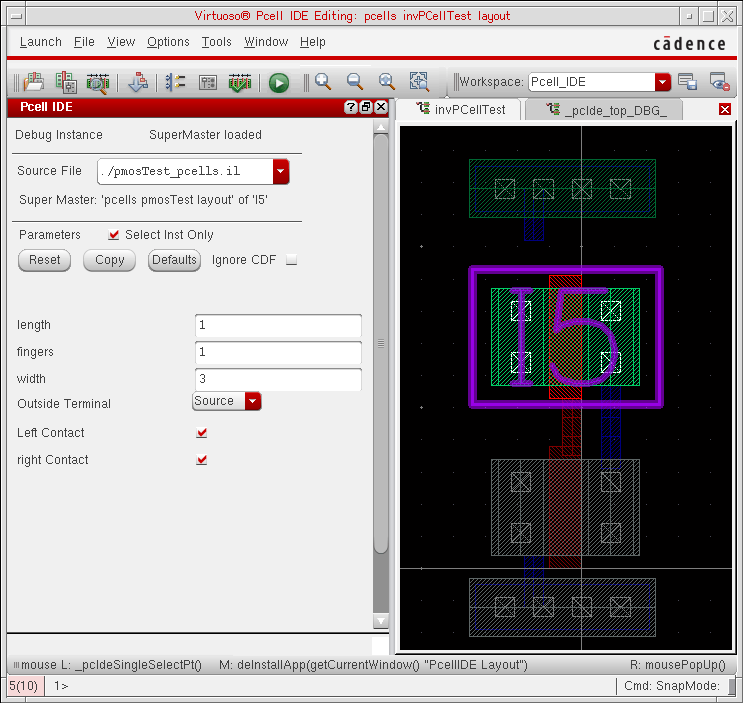 Virtuoso® Pcell IDE Editing: pcells invPCellTest layout
Launch File View Options Tools Window Help
cādence
Workspace: Pcell_IDE
Pcell IDE
invPCellTest
_pcIde_top_DBG_
Debug Instance SuperMaster loaded
Source File ./pmosTest_pcells.il
Super Master: 'pcells pmosTest layout' of 'I5'
Parameters Select Inst Only
Reset Copy Defaults Ignore CDF
length 1
fingers 1
width 3
Outside Terminal Source
Left Contact
right Contact
I5
mouse L: _pcIdeSingleSelectPt() M: deInstallApp(getCurrentWindow() "PcellIDE Layout") R: mousePopUp()
5(10) 1> Cmd: SnapMode: